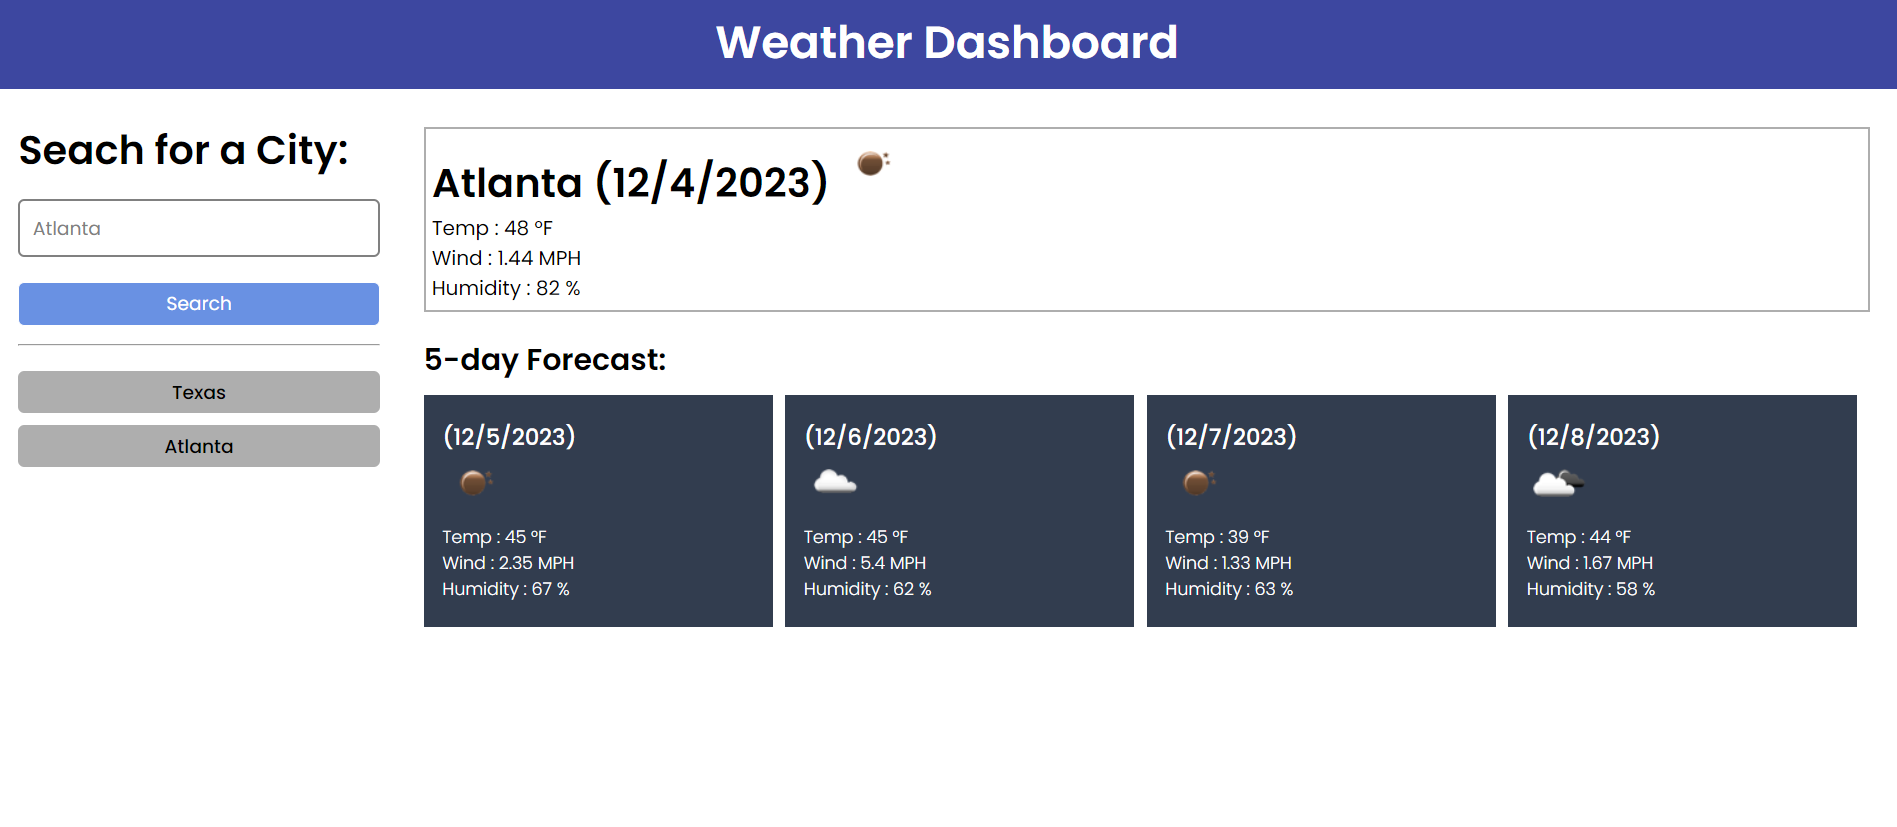 Weather Dashboard
Seach for a City:
Atlanta
Search
Texas
Atlanta
Atlanta (12/4/2023)
Temp : 48 °F
Wind : 1.44 MPH
Humidity : 82 %
5-day Forecast:
(12/5/2023)
Temp : 45 °F
Wind : 2.35 MPH
Humidity : 67 %
(12/6/2023)
Temp : 45 °F
Wind : 5.4 MPH
Humidity : 62 %
(12/7/2023)
Temp : 39 °F
Wind : 1.33 MPH
Humidity : 63 %
(12/8/2023)
Temp : 44 °F
Wind : 1.67 MPH
Humidity : 58 %